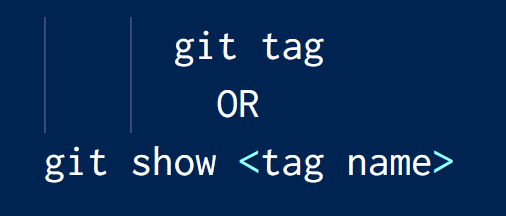 git tag
OR
git show <tag name>